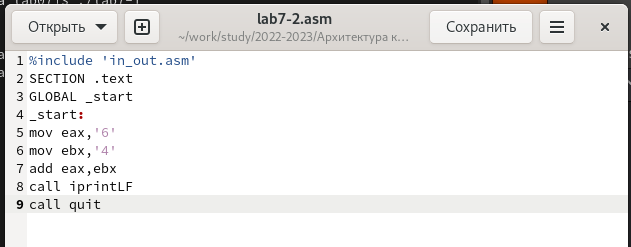 Открыть
lab7-2.asm
~/work/study/2022-2023/Архитектура к…
Сохранить
1 %include 'in_out.asm'
2 SECTION .text
3 GLOBAL _start
4 _start:
5 mov eax,'6'
6 mov ebx,'4'
7 add eax,ebx
8 call iprintLF
9 call quit